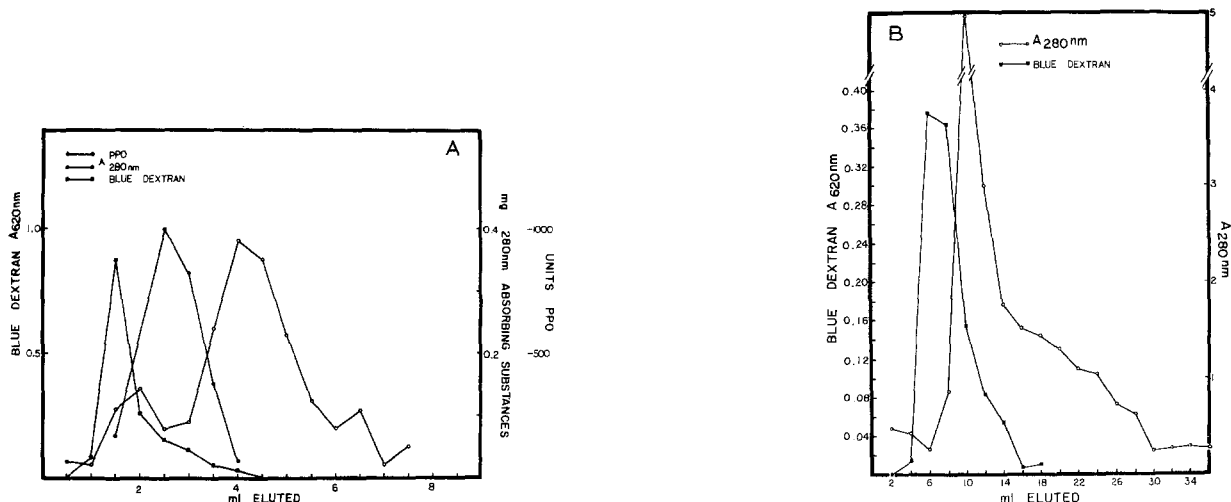 A
PPO
A 280nm
BLUE DEXTRAN
BLUE DEXTRAN A620nm
1.0
0.5
0.4
0.2
mg 280nm ABSORBING SUBSTANCES
-1000
-500
UNITS PPO
2
4
6
8
ml ELUTED
B
A280nm
BLUE DEXTRAN
BLUE DEXTRAN A620nm
0.40
0.36
0.32
0.28
0.24
0.20
0.16
0.12
0.08
0.04
5
4
3
2
1
A280nm
2
6
10
14
18
22
26
30
34
ml ELUTED